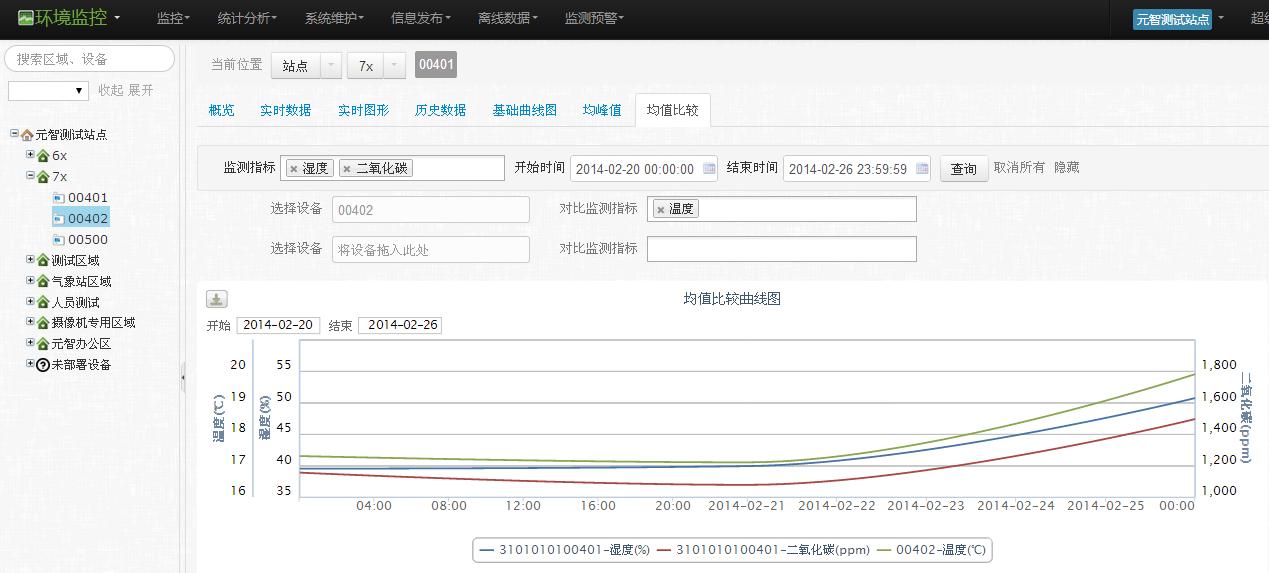 环境监控 监控 统计分析 系统维护 信息发布 离线数据 监测预警 元智测试站点
搜索区域、设备
收起 展开
元智测试站点
6x
7x
00401
00402
00500
测试区域
气象站区域
人员测试
摄像机专用区域
元智办公区
未部署设备
当前位置 站点 7x 00401
概览 实时数据 实时图形 历史数据 基础曲线图 均峰值 均值比较
监测指标 × 湿度 × 二氧化碳 开始时间 2014-02-20 00:00:00 结束时间 2014-02-26 23:59:59 查询 取消所有 隐藏
选择设备 00402 对比监测指标 × 温度
选择设备 将设备拖入此处 对比监测指标
均值比较曲线图
开始 2014-02-20 结束 2014-02-26
温度(℃)
20
19
18
17
16
湿度(%)
55
50
45
40
35
1,800
1,600
1,400
1,200
1,000
二氧化碳(ppm)
04:00 08:00 12:00 16:00 20:00 2014-02-21 2014-02-22 2014-02-23 2014-02-24 2014-02-25 00:00
3101010100401-湿度(%) 3101010100401-二氧化碳(ppm) 00402-温度(℃)